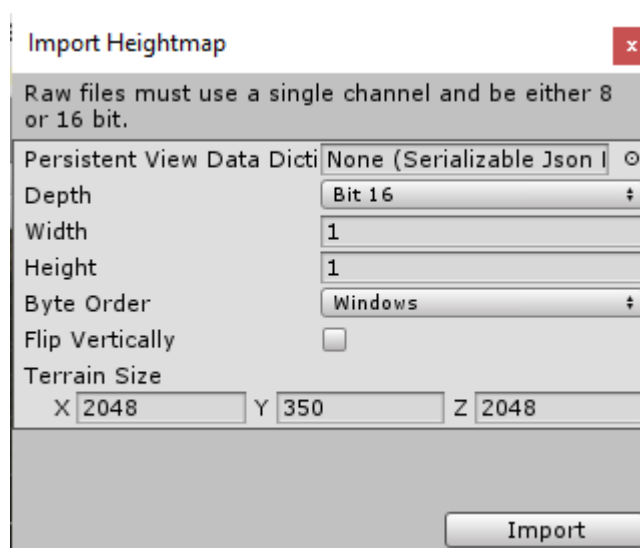 Import Heightmap
x
Raw files must use a single channel and be either 8
or 16 bit.
Persistent View Data Dicti None (Serializable Json I
Depth Bit 16
Width 1
Height 1
Byte Order Windows
Flip Vertically
Terrain Size
X 2048 Y 350 Z 2048
Import